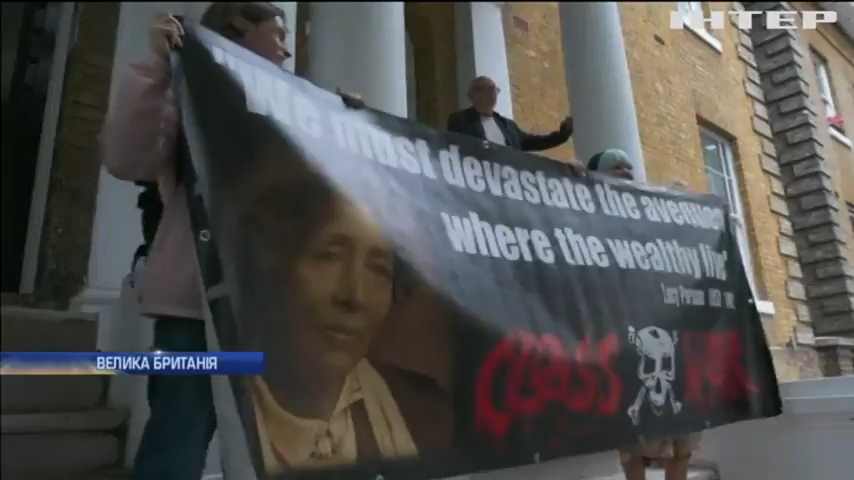 ІНТЕР
"We must devastate the avenues
where the wealthy live"
Lucy Parsons
CLASS WAR
ВЕЛИКА БРИТАНІЯ